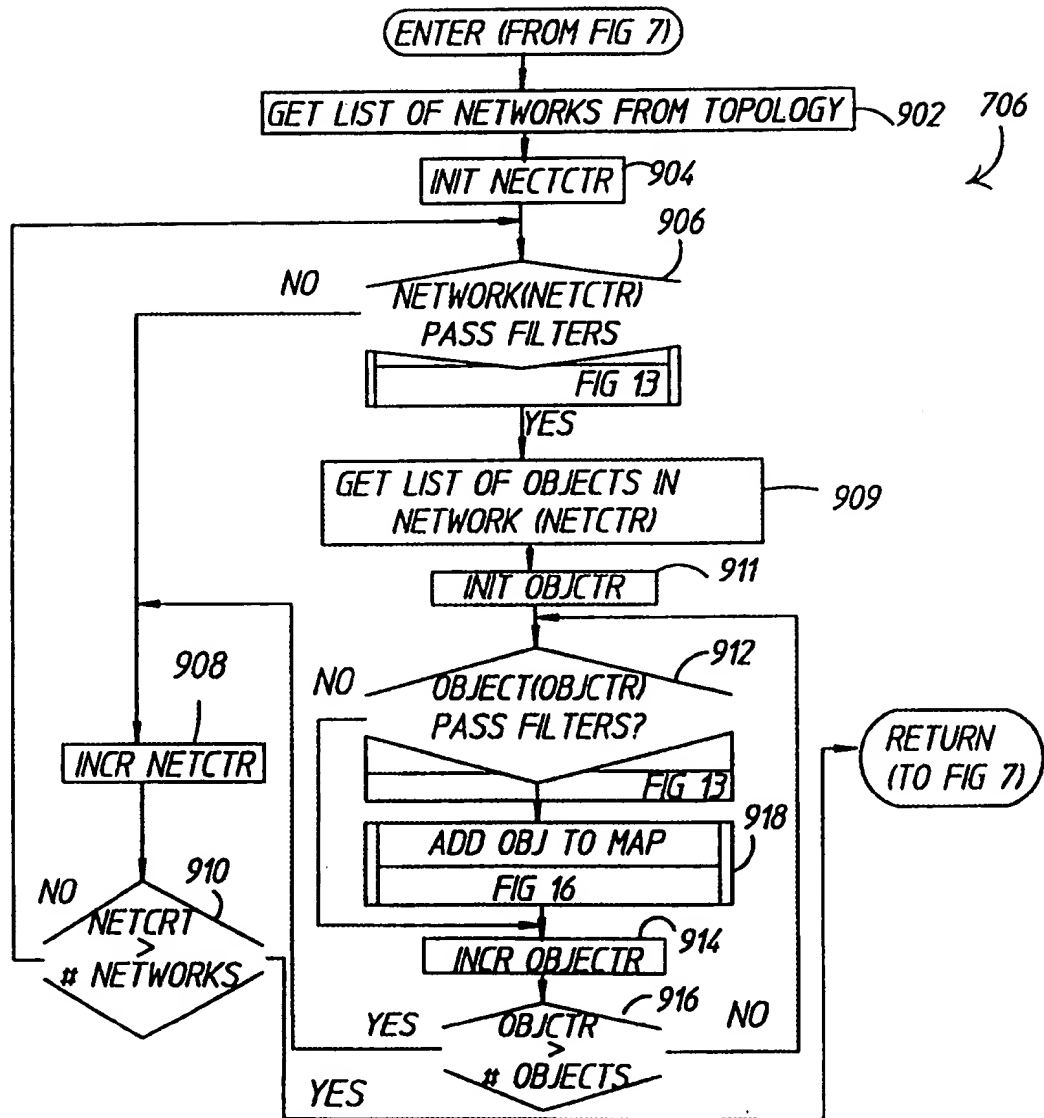 ENTER (FROM FIG 7)
GET LIST OF NETWORKS FROM TOPOLOGY
902
706
INIT NECTCTR
904
906
NO
NETWORK(NETCTR)
PASS FILTERS
FIG 13
YES
GET LIST OF OBJECTS IN
NETWORK (NETCTR)
909
INIT OBJCTR
911
912
NO
OBJECT(OBJCTR)
PASS FILTERS?
FIG 13
908
INCR NETCTR
RETURN
(TO FIG 7)
ADD OBJ TO MAP
FIG 16
918
NO
910
NETCRT
>
# NETWORKS
INCR OBJECTR
914
916
YES
OBJCTR
>
# OBJECTS
NO
YES